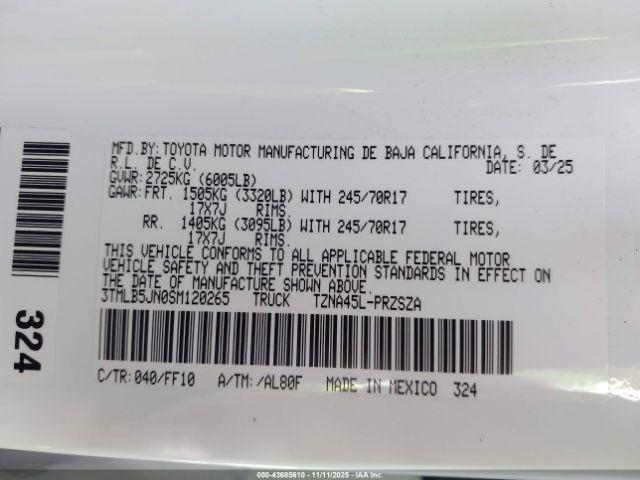 MFD.BY:TOYOTA MOTOR MANUFACTURING DE BAJA CALIFORNIA, S. DE
R.L. DE C.V. DATE: 03/25
GVWR:2725KG (6005LB)
GAWR:FRT. 1505KG (3320LB) WITH 245/70R17 TIRES,
17X7J RIMS.
RR. 1405KG (3095LB) WITH 245/70R17 TIRES,
17X7J RIMS.
THIS VEHICLE CONFORMS TO ALL APPLICABLE FEDERAL MOTOR
VEHICLE SAFETY AND THEFT PREVENTION STANDARDS IN EFFECT ON
THE DATE OF MANUFACTURE SHOWN ABOVE.
3TMLB5JN0SM120265 TRUCK TZNA45L-PRZSZA
C/TR:040/FF10 A/TM:/AL80F MADE IN MEXICO 324
324
000-43685610 - 11/11/2025 - IAA Inc.